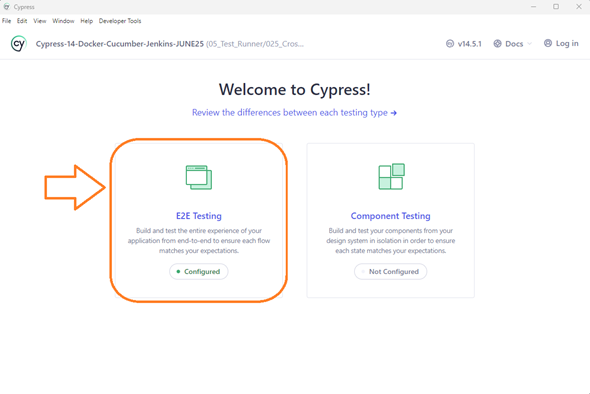 Cypress
File Edit View Window Help Developer Tools
cy Cypress-14-Docker-Cucumber-Jenkins-JUNE25 (05_Test_Runner/025_Cros... v14.5.1 Docs Log in
Welcome to Cypress!
Review the differences between each testing type
E2E Testing
Build and test the entire experience of your
application from end-to-end to ensure each flow
matches your expectations.
Configured
Component Testing
Build and test your components from your
design system in isolation in order to ensure
each state matches your expectations.
Not Configured